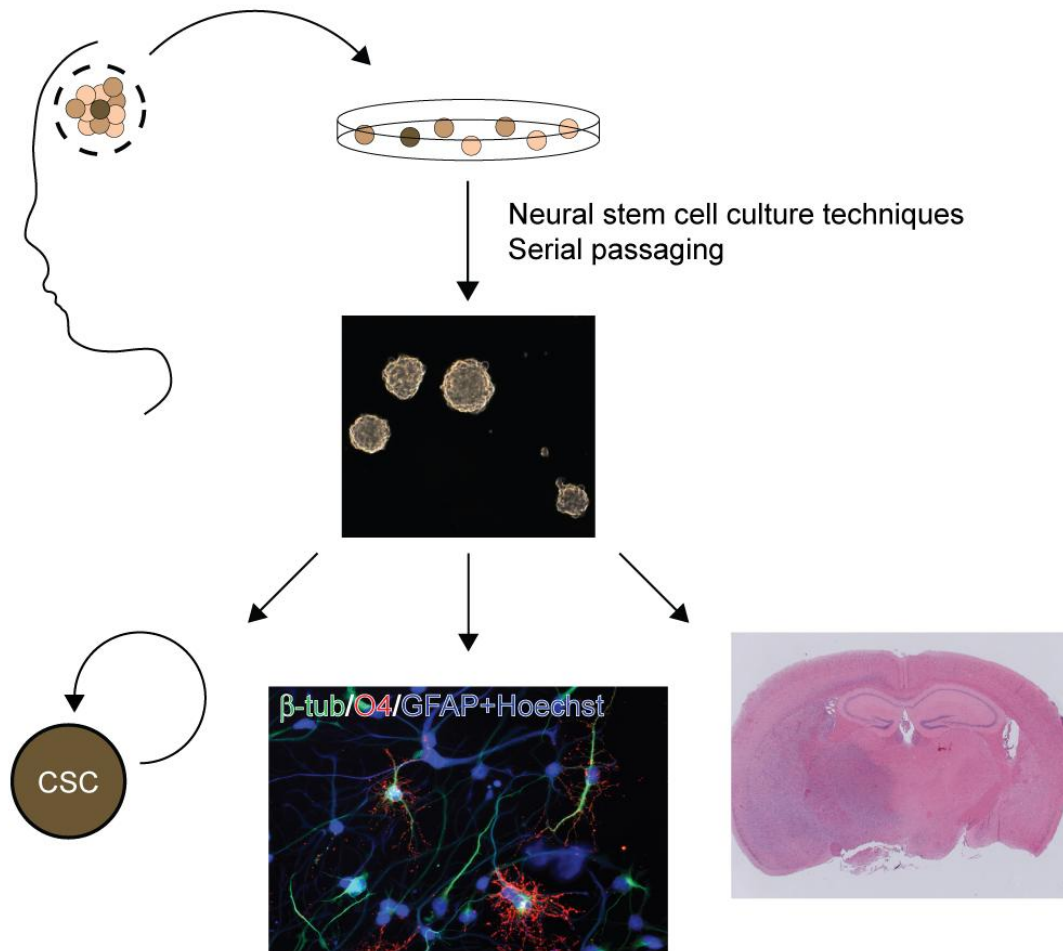 Neural stem cell culture techniques
Serial passaging
CSC
β-tub/O4/GFAP+Hoechst